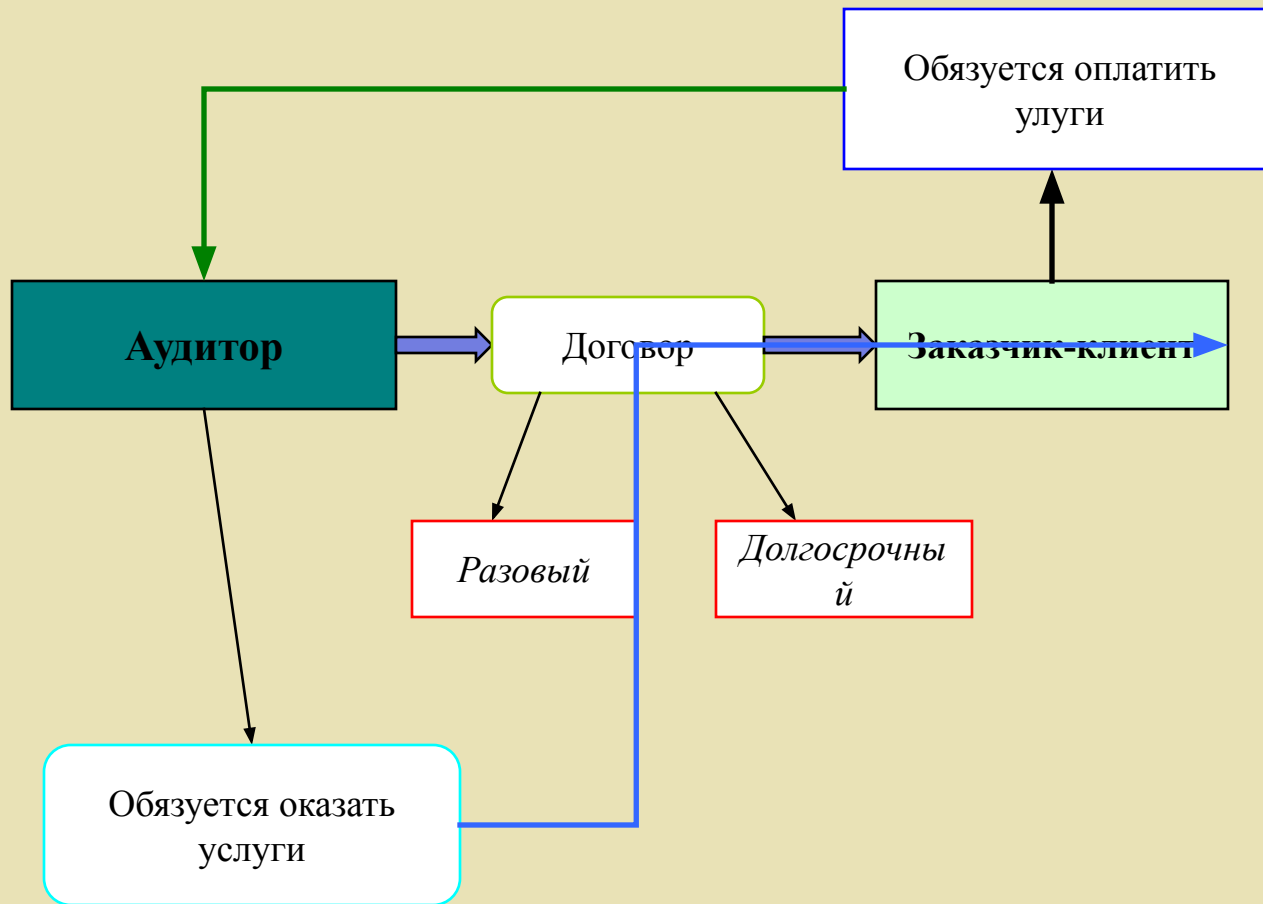 Обязуется оплатить
улуги
Аудитор
Договор
Заказчик-клиент
Разовый
Долгосрочны
й
Обязуется оказать
услуги